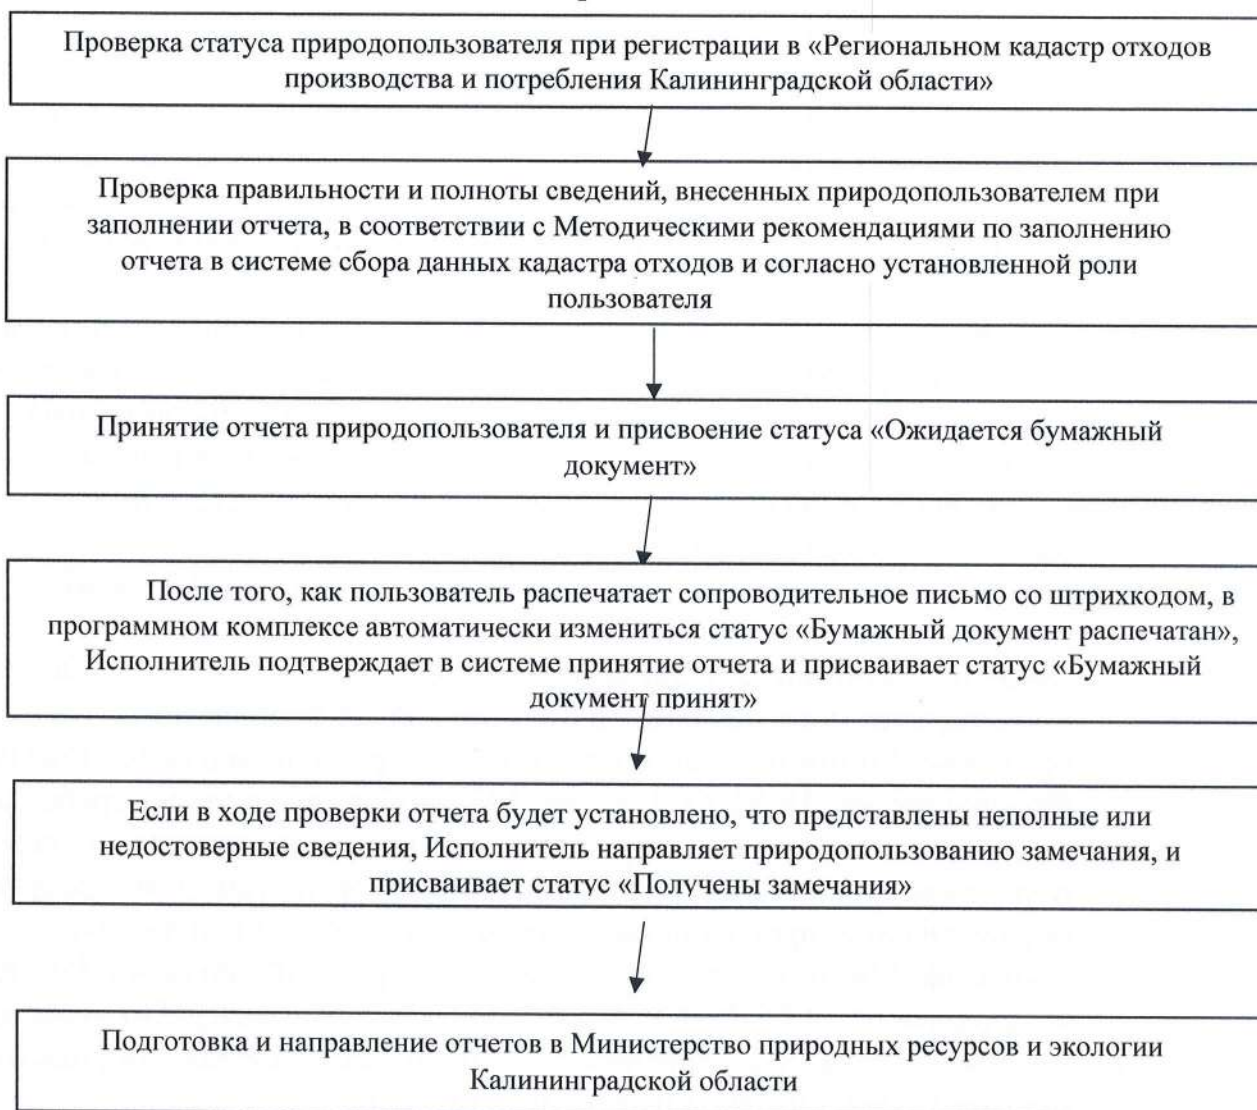 Проверка статуса природопользователя при регистрации в «Региональном кадастр отходов
производства и потребления Калининградской области»
Проверка правильности и полноты сведений, внесенных природопользователем при
заполнении отчета, в соответствии с Методическими рекомендациями по заполнению
отчета в системе сбора данных кадастра отходов и согласно установленной роли
пользователя
Принятие отчета природопользователя и присвоение статуса «Ожидается бумажный
документ»
После того, как пользователь распечатает сопроводительное письмо со штрихкодом, в
программном комплексе автоматически измениться статус «Бумажный документ распечатан»,
Исполнитель подтверждает в системе принятие отчета и присваивает статус «Бумажный
документ принят»
Если в ходе проверки отчета будет установлено, что представлены неполные или
недостоверные сведения, Исполнитель направляет природопользованию замечания, и
присваивает статус «Получены замечания»
Подготовка и направление отчетов в Министерство природных ресурсов и экологии
Калининградской области